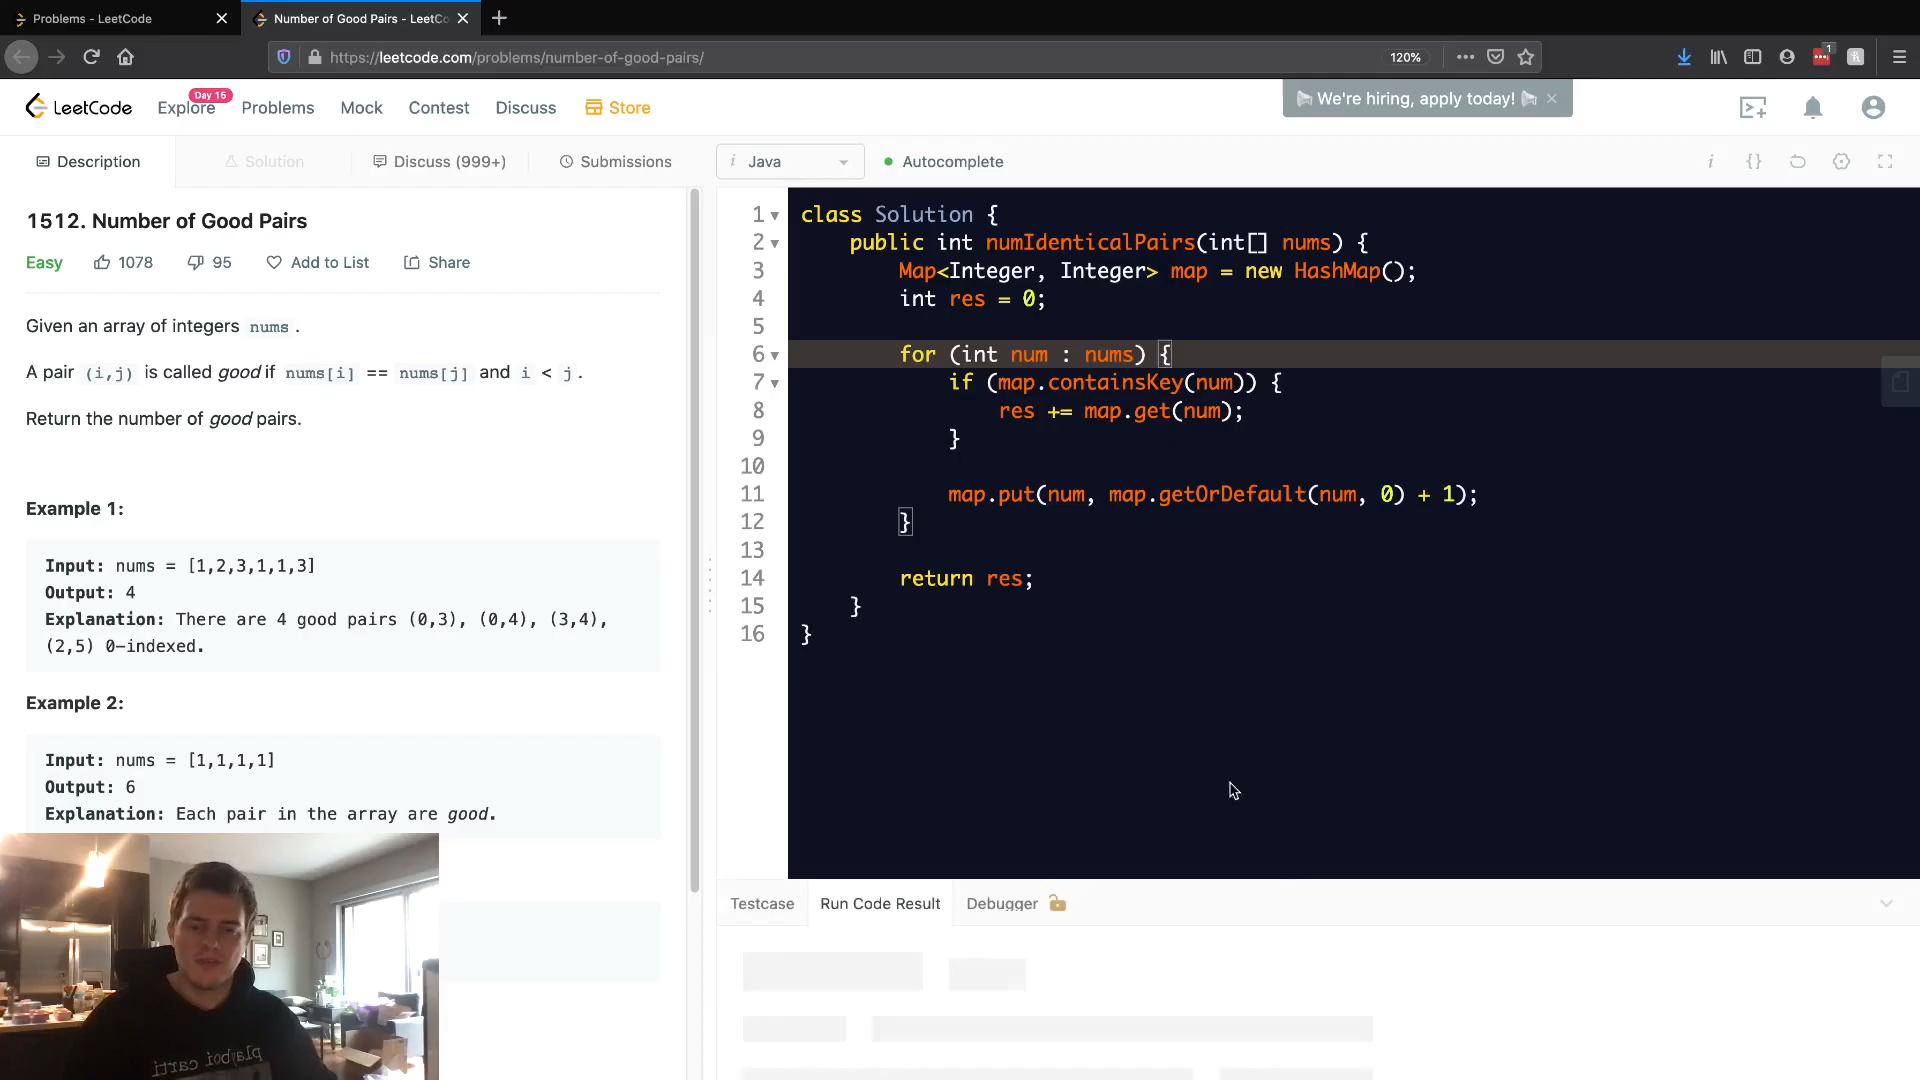 Problems - LeetCode
Number of Good Pairs - LeetCo
https://leetcode.com/problems/number-of-good-pairs/
120%
1
LeetCode
Explore
Day 15
Problems
Mock
Contest
Discuss
Store
We're hiring, apply today!
Description
Solution
Discuss (999+)
Submissions
i Java
Autocomplete
i {}
1512. Number of Good Pairs
Easy
1078
95
Add to List
Share
Given an array of integers nums .
A pair (i,j) is called good if nums[i] == nums[j] and i < j .
Return the number of good pairs.
Example 1:
Input: nums = [1,2,3,1,1,3]
Output: 4
Explanation: There are 4 good pairs (0,3), (0,4), (3,4),
(2,5) 0-indexed.
Example 2:
Input: nums = [1,1,1,1]
Output: 6
Explanation: Each pair in the array are good.
playboi carti
1 class Solution {
2 public int numIdenticalPairs(int[] nums) {
3 Map<Integer, Integer> map = new HashMap();
4 int res = 0;
5
6 for (int num : nums) {
7 if (map.containsKey(num)) {
8 res += map.get(num);
9 }
10
11 map.put(num, map.getOrDefault(num, 0) + 1);
12 }
13
14 return res;
15 }
16 }
Testcase
Run Code Result
Debugger